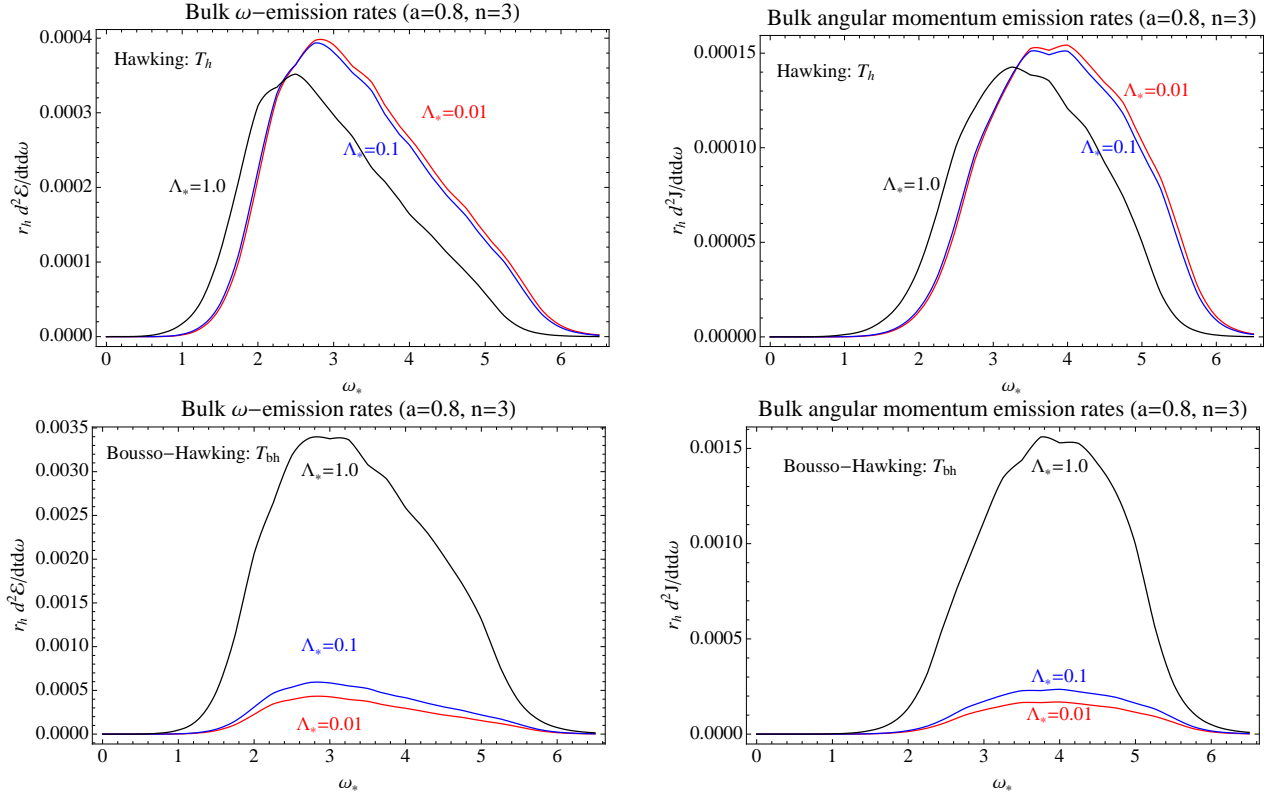 Bulk ω−emission rates (a=0.8, n=3)
Hawking: T_h
Λ_*=0.01
Λ_*=0.1
Λ_*=1.0
r_h d²ℰ/dtdω
0.0004
0.0003
0.0002
0.0001
0.0000
0 1 2 3 4 5 6
ω_*
Bulk angular momentum emission rates (a=0.8, n=3)
Hawking: T_h
Λ_*=0.01
Λ_*=0.1
Λ_*=1.0
r_h d²J/dtdω
0.00015
0.00010
0.00005
0.00000
0 1 2 3 4 5 6
ω_*
Bulk ω−emission rates (a=0.8, n=3)
Bousso−Hawking: T_bh
Λ_*=1.0
Λ_*=0.1
Λ_*=0.01
r_h d²ℰ/dtdω
0.0035
0.0030
0.0025
0.0020
0.0015
0.0010
0.0005
0.0000
0 1 2 3 4 5 6
ω_*
Bulk angular momentum emission rates (a=0.8, n=3)
Bousso−Hawking: T_bh
Λ_*=1.0
Λ_*=0.1
Λ_*=0.01
r_h d²J/dtdω
0.0015
0.0010
0.0005
0.0000
0 1 2 3 4 5 6
ω_*